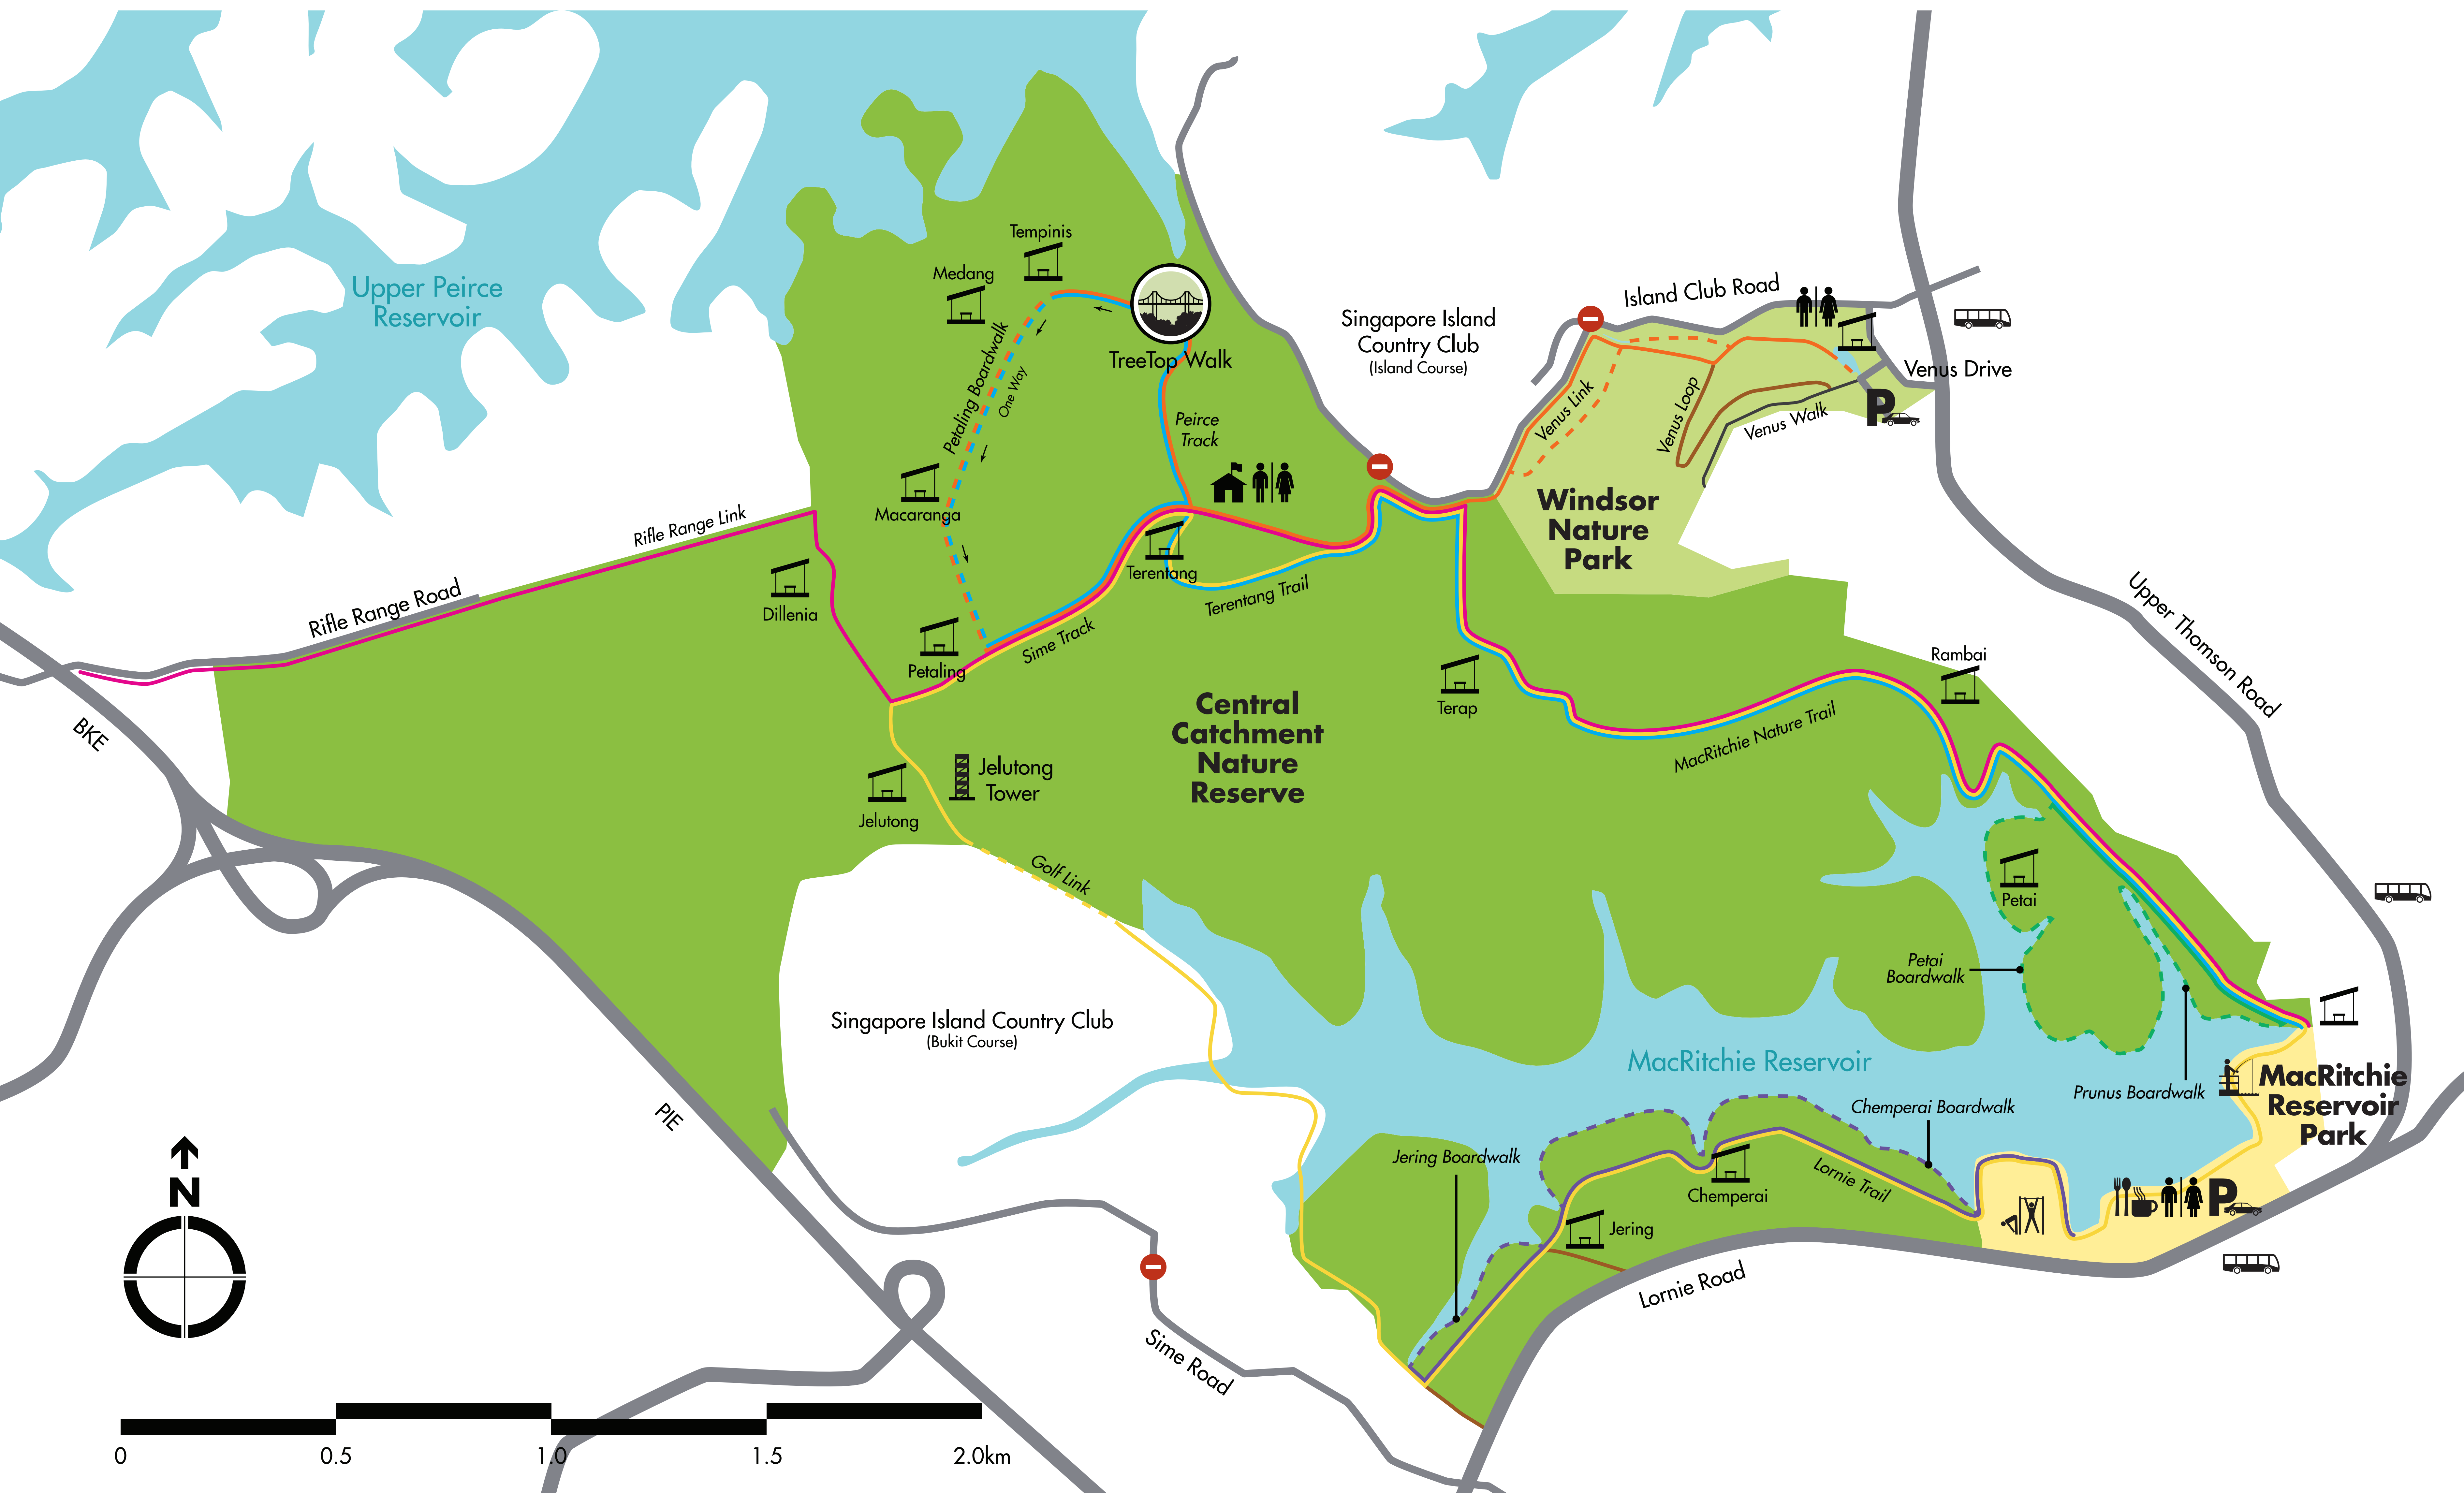 Tempinis
Medang
Upper Peirce
Reservoir
TreeTop Walk
Petaling Boardwalk
One Way
Peirce
Track
Singapore Island
Country Club
(Island Course)
Island Club Road
Venus Drive
Venus Link
Venus Loop
Venus Walk
P
Windsor
Nature
Park
Macaranga
Rifle Range Link
Rifle Range Road
Dillenia
Terentang
Terentang Trail
Sime Track
Petaling
Upper Thomson Road
Rambai
Terap
MacRitchie Nature Trail
Central
Catchment
Nature
Reserve
BKE
Jelutong
Tower
Jelutong
Golf Link
Petai
Petai
Boardwalk
Singapore Island Country Club
(Bukit Course)
MacRitchie Reservoir
Prunus Boardwalk
MacRitchie
Reservoir
Park
Chemperai Boardwalk
Jering Boardwalk
Chemperai
Lornie Trail
Jering
P
Lornie Road
PIE
N
Sime Road
0
0.5
1.0
1.5
2.0km